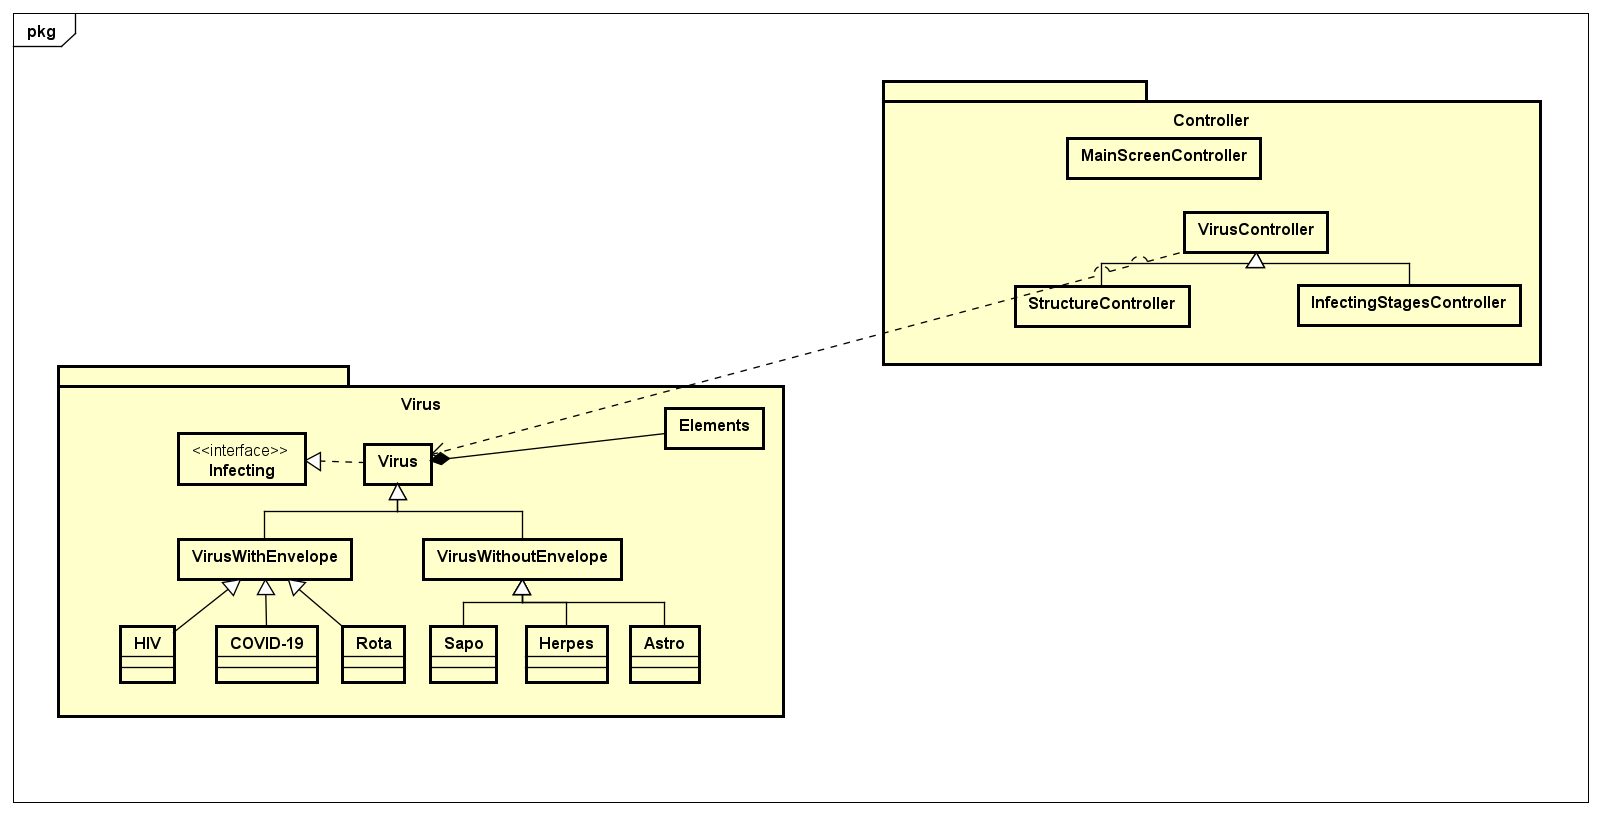 pkg
Controller
MainScreenController
VirusController
StructureController
InfectingStagesController
Virus
Elements
<<interface>>
Infecting
Virus
VirusWithEnvelope
VirusWithoutEnvelope
HIV
COVID-19
Rota
Sapo
Herpes
Astro